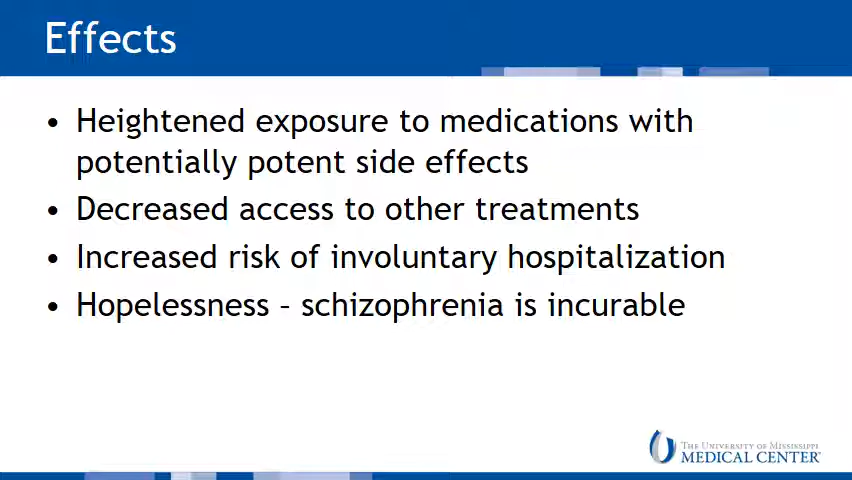 Effects
• Heightened exposure to medications with
potentially potent side effects
• Decreased access to other treatments
• Increased risk of involuntary hospitalization
• Hopelessness – schizophrenia is incurable
THE UNIVERSITY OF MISSISSIPPI
MEDICAL CENTER